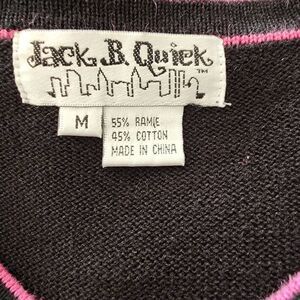 Jack B. Quick
TM
M
55% RAMIE
45% COTTON
MADE IN CHINA